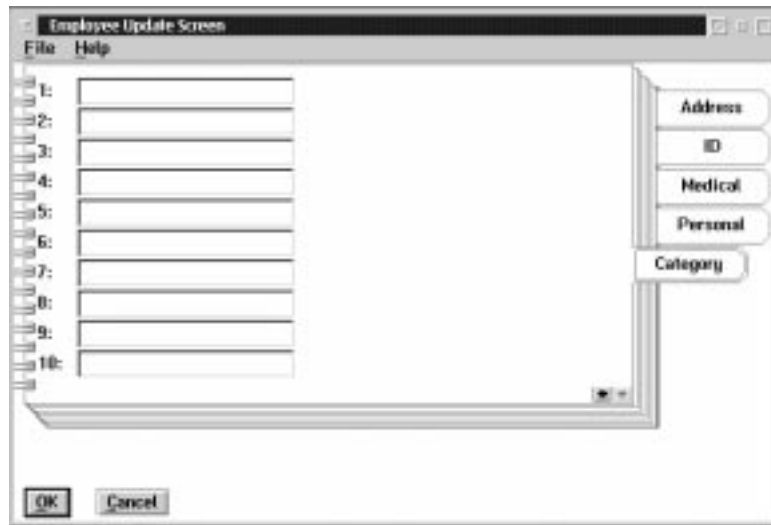 Employee Update Screen
File Help
1:
2:
3:
4:
5:
6:
7:
8:
9:
10:
Address
ID
Medical
Personal
Category
OK Cancel